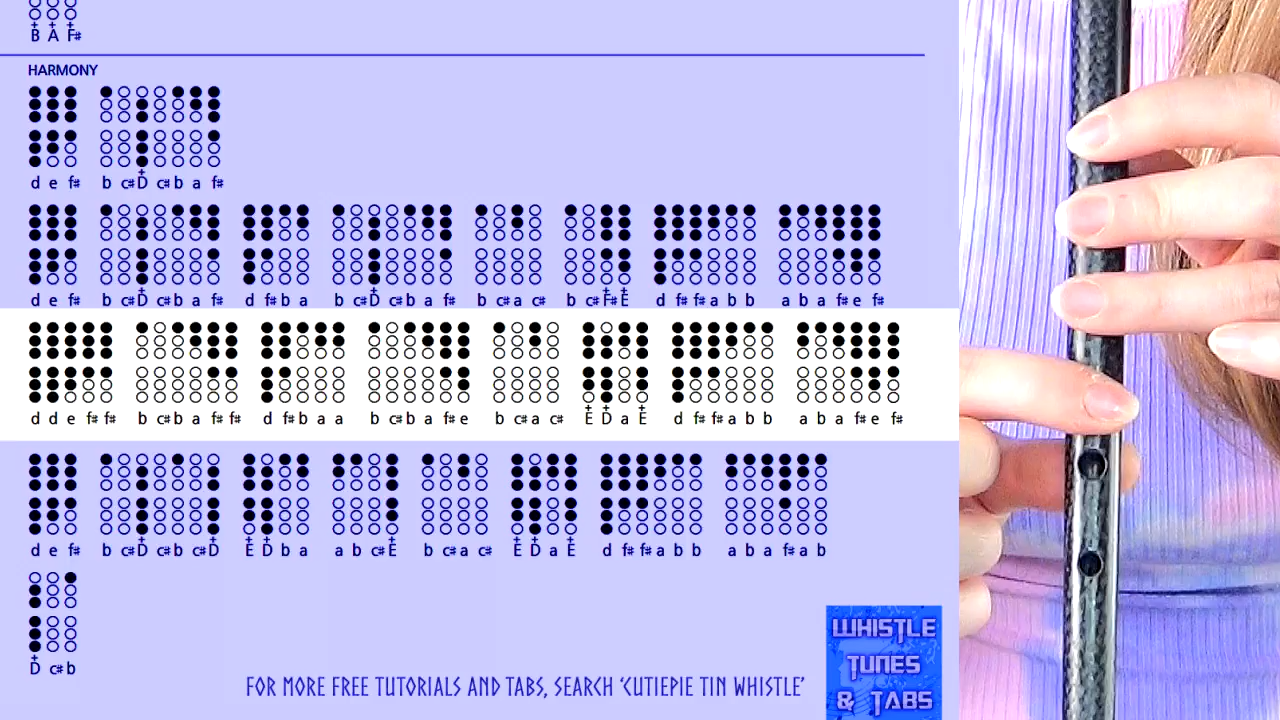 + + +
B A F#
HARMONY
+
d e f# b c# D c# b a f#
+ + + +
d e f# b c# D c# b a f# d f# b a b c# D c# b a f# b c# a c# b c# F# E d f# f# a b b a b a f# e f#
+ + +
d d e f# f# b c# b a f# f# d f# b a a b c# b a f# e b c# a c# E D a E d f# f# a b b a b a f# e f#
+ + + + + + + +
d e f# b c# D c# b c# D E D b a a b c# E b c# a c# E D a E d f# f# a b b a b a f# a b
+
D c# b
FOR MORE FREE TUTORIALS AND TABS, SEARCH 'CUTIEPIE TIN WHISTLE'
WHISTLE
TUNES
& TABS